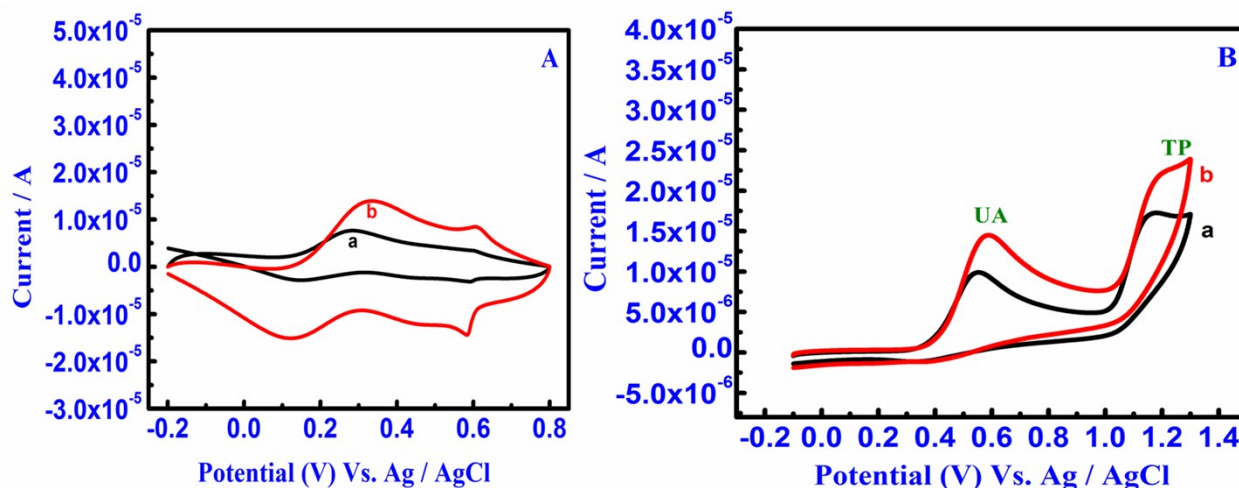 A
5.0x10⁻⁵
4.0x10⁻⁵
3.0x10⁻⁵
2.0x10⁻⁵
1.0x10⁻⁵
0.0
-1.0x10⁻⁵
-2.0x10⁻⁵
-3.0x10⁻⁵
Current / A
b
a
-0.2 0.0 0.2 0.4 0.6 0.8
Potential (V) Vs. Ag / AgCl
B
4.0x10⁻⁵
3.5x10⁻⁵
3.0x10⁻⁵
2.5x10⁻⁵
2.0x10⁻⁵
1.5x10⁻⁵
1.0x10⁻⁵
5.0x10⁻⁶
0.0
-5.0x10⁻⁶
Current / A
TP
b
UA
a
-0.2 0.0 0.2 0.4 0.6 0.8 1.0 1.2 1.4
Potential (V) Vs. Ag / AgCl